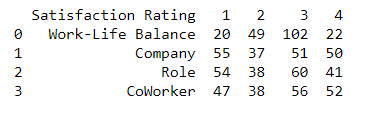 Satisfaction Rating 1 2 3 4
0 Work-Life Balance 20 49 102 22
1 Company 55 37 51 50
2 Role 54 38 60 41
3 CoWorker 47 38 56 52